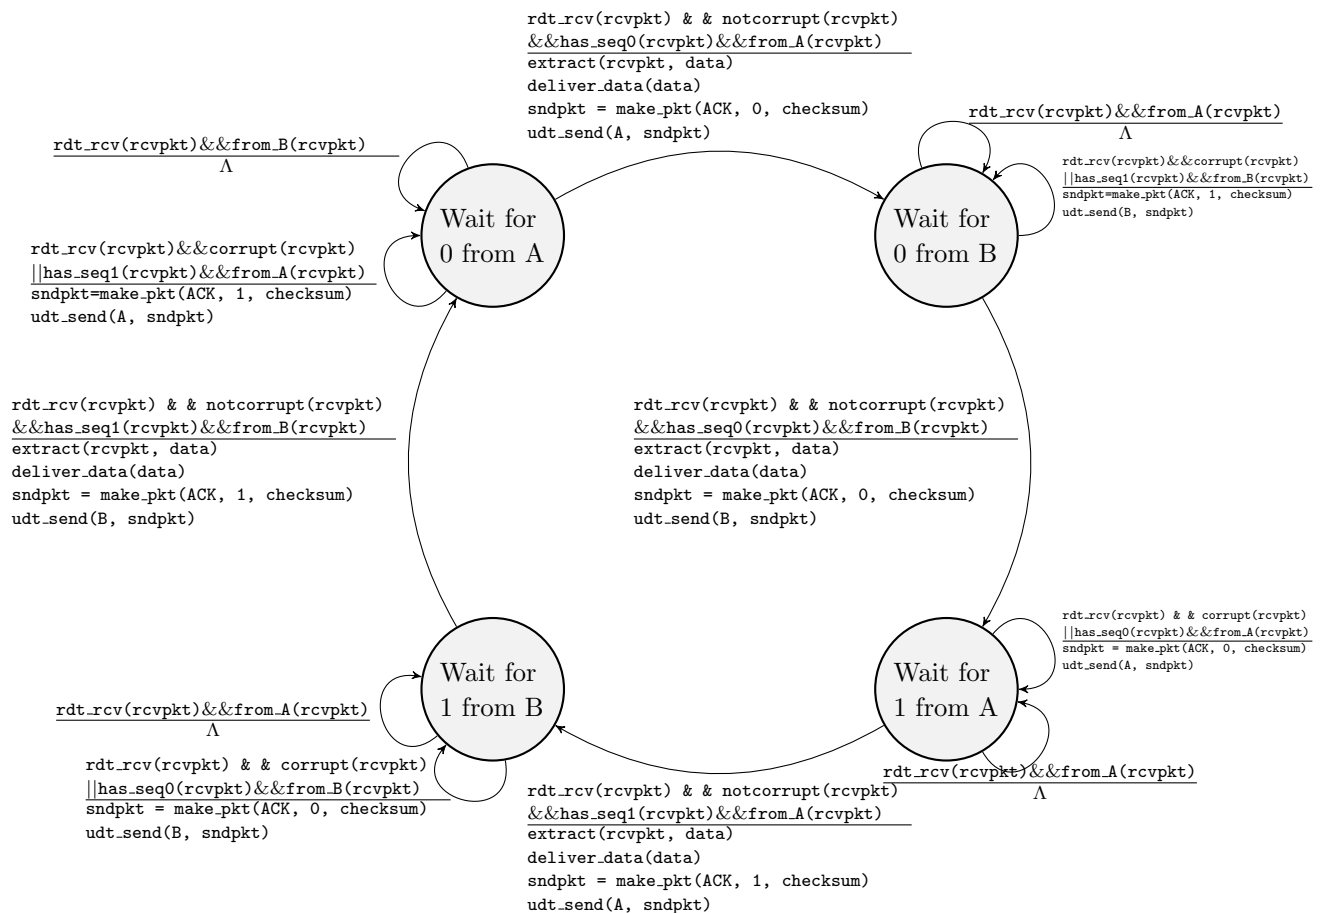 rdt_rcv(rcvpkt) & & notcorrupt(rcvpkt)
&&has_seq0(rcvpkt)&&from_A(rcvpkt)
extract(rcvpkt, data)
deliver_data(data)
sndpkt = make_pkt(ACK, 0, checksum)
udt_send(A, sndpkt)
rdt_rcv(rcvpkt)&&from_B(rcvpkt)
Λ
rdt_rcv(rcvpkt)&&from_A(rcvpkt)
Λ
rdt_rcv(rcvpkt)&&corrupt(rcvpkt)
||has_seq1(rcvpkt)&&from_B(rcvpkt)
sndpkt=make_pkt(ACK, 1, checksum)
udt_send(B, sndpkt)
Wait for
0 from A
Wait for
0 from B
rdt_rcv(rcvpkt)&&corrupt(rcvpkt)
||has_seq1(rcvpkt)&&from_A(rcvpkt)
sndpkt=make_pkt(ACK, 1, checksum)
udt_send(A, sndpkt)
rdt_rcv(rcvpkt) & & notcorrupt(rcvpkt)
&&has_seq1(rcvpkt)&&from_B(rcvpkt)
extract(rcvpkt, data)
deliver_data(data)
sndpkt = make_pkt(ACK, 1, checksum)
udt_send(B, sndpkt)
rdt_rcv(rcvpkt) & & notcorrupt(rcvpkt)
&&has_seq0(rcvpkt)&&from_B(rcvpkt)
extract(rcvpkt, data)
deliver_data(data)
sndpkt = make_pkt(ACK, 0, checksum)
udt_send(B, sndpkt)
rdt_rcv(rcvpkt) & & corrupt(rcvpkt)
||has_seq0(rcvpkt)&&from_A(rcvpkt)
sndpkt = make_pkt(ACK, 0, checksum)
udt_send(A, sndpkt)
Wait for
1 from B
Wait for
1 from A
rdt_rcv(rcvpkt)&&from_A(rcvpkt)
Λ
rdt_rcv(rcvpkt) & & corrupt(rcvpkt)
||has_seq0(rcvpkt)&&from_B(rcvpkt)
sndpkt = make_pkt(ACK, 0, checksum)
udt_send(B, sndpkt)
rdt_rcv(rcvpkt)&&from_A(rcvpkt)
Λ
rdt_rcv(rcvpkt) & & notcorrupt(rcvpkt)
&&has_seq1(rcvpkt)&&from_A(rcvpkt)
extract(rcvpkt, data)
deliver_data(data)
sndpkt = make_pkt(ACK, 1, checksum)
udt_send(A, sndpkt)